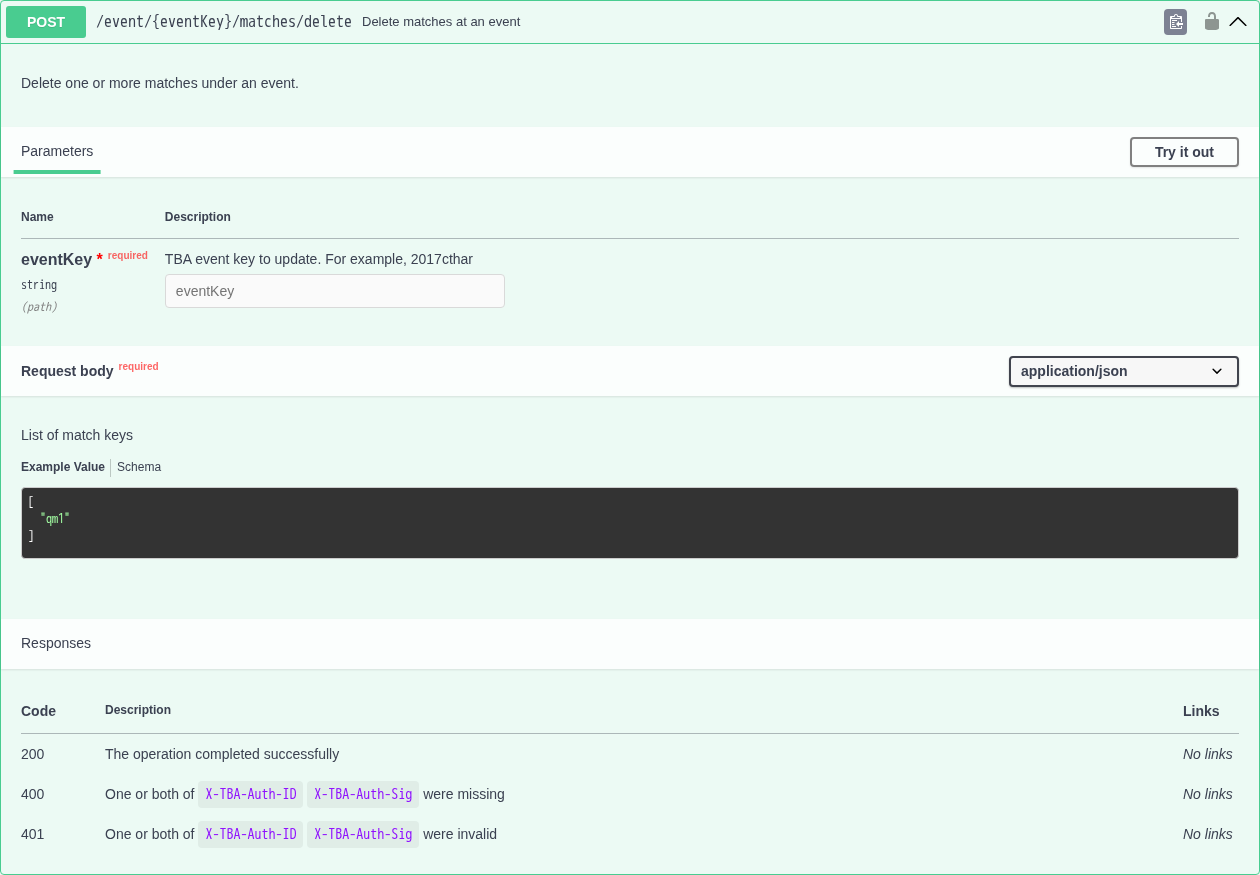 POST /event/{eventKey}/matches/delete Delete matches at an event
Delete one or more matches under an event.
Parameters Try it out
Name Description
eventKey * required TBA event key to update. For example, 2017cthar
string
eventKey
(path)
Request body required application/json
List of match keys
Example Value Schema
[
"qm1"
]
Responses
Code Description Links
200 The operation completed successfully No links
400 One or both of X-TBA-Auth-ID X-TBA-Auth-Sig were missing No links
401 One or both of X-TBA-Auth-ID X-TBA-Auth-Sig were invalid No links